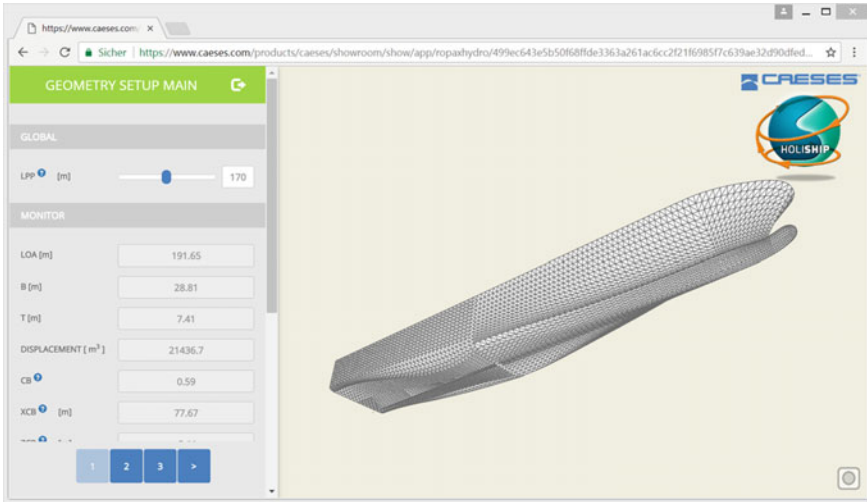 https://www.caeses.com/
Sicher | https://www.caeses.com/products/caeses/showroom/show/app/ropaxhydro/499ec643e5b50f68ffde3363a261ac6cc2f21f6985f7c639ae32d90dfed...
GEOMETRY SETUP MAIN
CAESES
HOLISHIP
GLOBAL
LPP ? [m] 170
MONITOR
LOA [m] 191.65
B [m] 28.81
T [m] 7.41
DISPLACEMENT [ m³ ] 21436.7
CB ? 0.59
XCB ? [m] 77.67
1 2 3 >